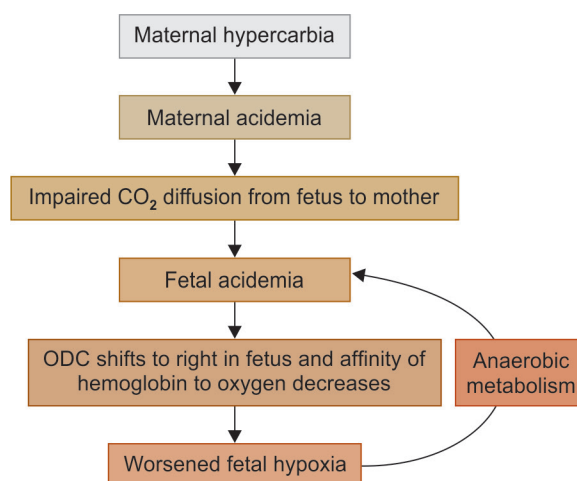 Maternal hypercarbia
Maternal acidemia
Impaired CO₂ diffusion from fetus to mother
Fetal acidemia
ODC shifts to right in fetus and affinity of
hemoglobin to oxygen decreases
Anaerobic
metabolism
Worsened fetal hypoxia